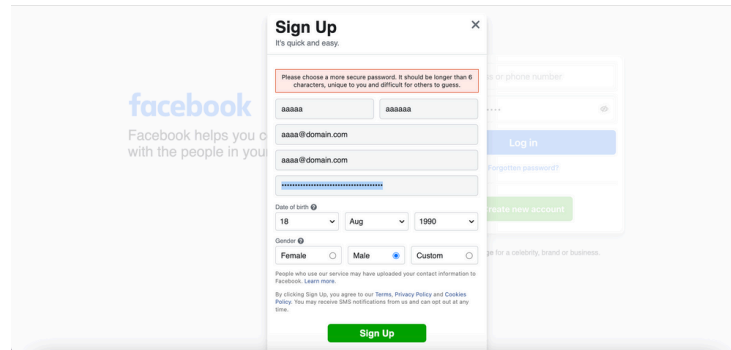 Sign Up
It's quick and easy.
Please choose a more secure password. It should be longer than 6
characters, unique to you and difficult for others to guess.
aaaaa
aaaaaa
aaaa@domain.com
aaaa@domain.com
Date of birth
18
Aug
1990
Gender
Female
Male
Custom
People who use our service may have uploaded your contact information to
Facebook. Learn more.
By clicking Sign Up, you agree to our Terms, Privacy Policy and Cookies
Policy. You may receive SMS notifications from us and can opt out at any
time.
Sign Up
facebook
Facebook helps you c
with the people in your
or phone number
Log in
Forgotten password?
reate new account
for a celebrity, brand or business.